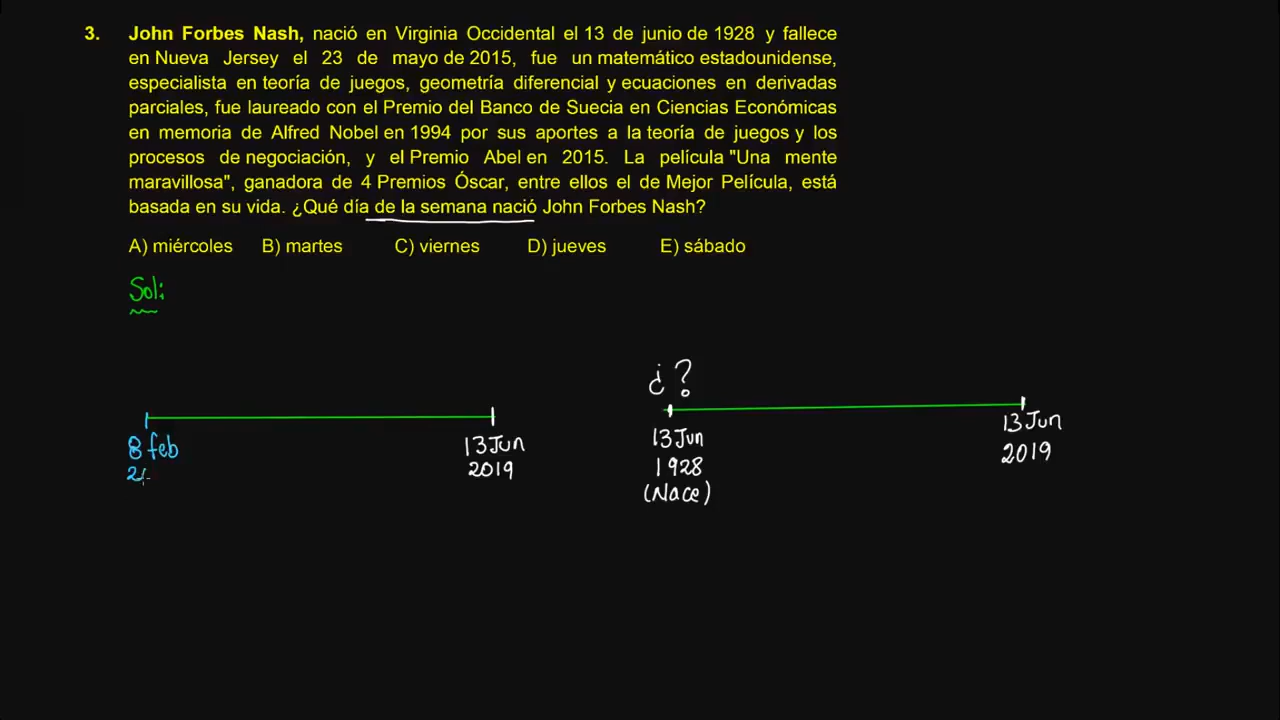 3. John Forbes Nash, nació en Virginia Occidental el 13 de junio de 1928 y fallece
en Nueva Jersey el 23 de mayo de 2015, fue un matemático estadounidense,
especialista en teoría de juegos, geometría diferencial y ecuaciones en derivadas
parciales, fue laureado con el Premio del Banco de Suecia en Ciencias Económicas
en memoria de Alfred Nobel en 1994 por sus aportes a la teoría de juegos y los
procesos de negociación, y el Premio Abel en 2015. La película "Una mente
maravillosa", ganadora de 4 Premios Óscar, entre ellos el de Mejor Película, está
basada en su vida. ¿Qué día de la semana nació John Forbes Nash?
A) miércoles B) martes C) viernes D) jueves E) sábado
Sol:
¿?
8 feb 13 Jun 13 Jun 13 Jun
2019 1928 2019
(Nace)